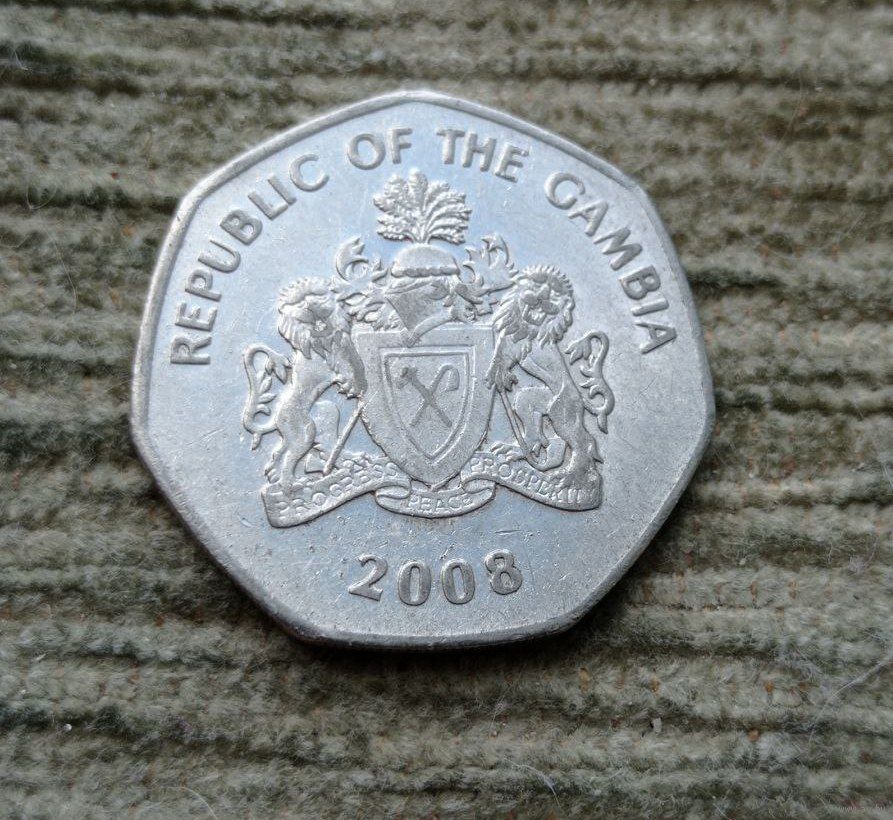 REPUBLIC OF THE GAMBIA
PROGRESS PEACE PROSPERITY
2008